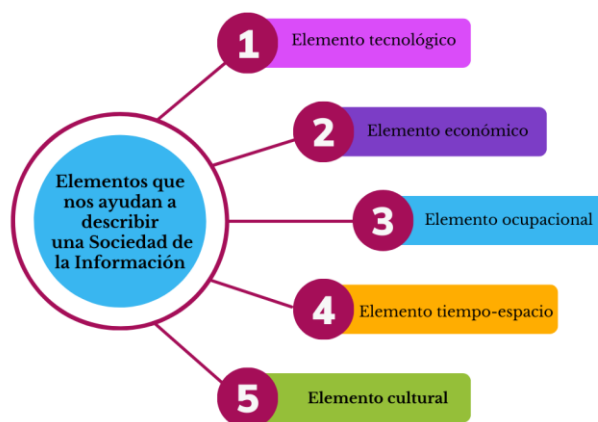 Elementos que
nos ayudan a
describir
una Sociedad de
la Información
1
Elemento tecnológico
2
Elemento económico
3
Elemento ocupacional
4
Elemento tiempo-espacio
5
Elemento cultural